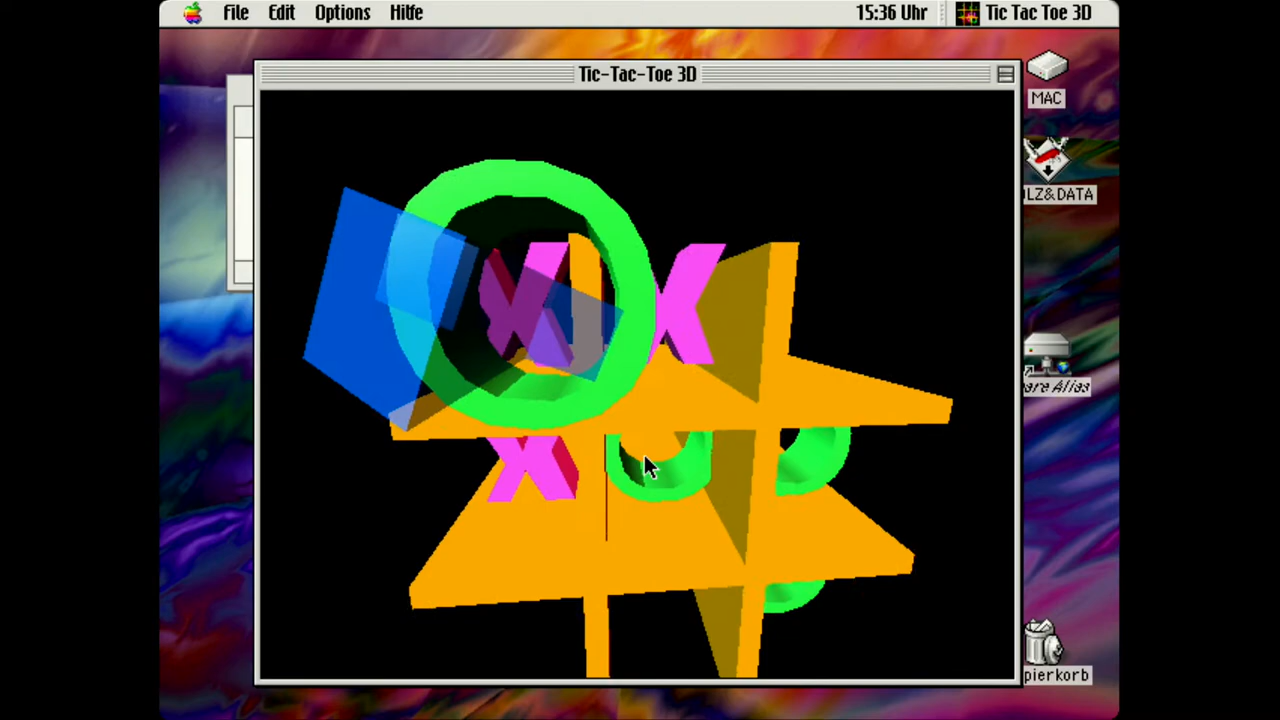 File Edit Options Hilfe 15:36 Uhr Tic Tac Toe 3D
Tic-Tac-Toe 3D
MAC
LZ&DATA
are Alias
pierkorb